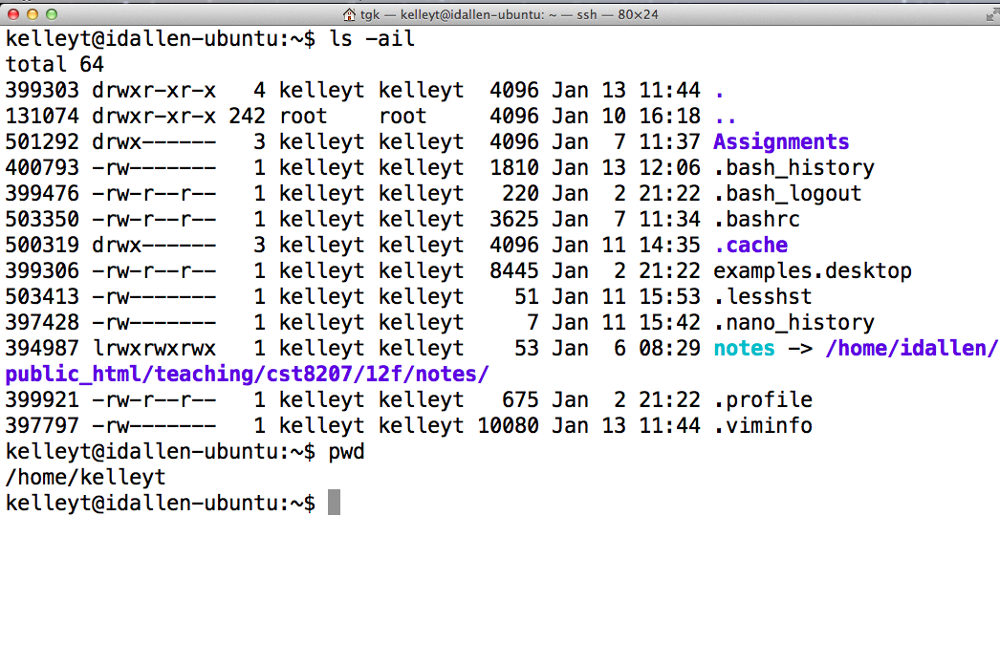 tgk — kelleyt@idallen-ubuntu: ~ — ssh — 80×24
kelleyt@idallen-ubuntu:~$ ls -ail
total 64
399303 drwxr-xr-x   4 kelleyt kelleyt  4096 Jan 13 11:44 .
131074 drwxr-xr-x 242 root    root     4096 Jan 10 16:18 ..
501292 drwx------   3 kelleyt kelleyt  4096 Jan  7 11:37 Assignments
400793 -rw-------   1 kelleyt kelleyt  1810 Jan 13 12:06 .bash_history
399476 -rw-r--r--   1 kelleyt kelleyt   220 Jan  2 21:22 .bash_logout
503350 -rw-r--r--   1 kelleyt kelleyt  3625 Jan  7 11:34 .bashrc
500319 drwx------   3 kelleyt kelleyt  4096 Jan 11 14:35 .cache
399306 -rw-r--r--   1 kelleyt kelleyt  8445 Jan  2 21:22 examples.desktop
503413 -rw-------   1 kelleyt kelleyt    51 Jan 11 15:53 .lesshst
397428 -rw-------   1 kelleyt kelleyt     7 Jan 11 15:42 .nano_history
394987 lrwxrwxrwx   1 kelleyt kelleyt    53 Jan  6 08:29 notes -> /home/idallen/
public_html/teaching/cst8207/12f/notes/
399921 -rw-r--r--   1 kelleyt kelleyt   675 Jan  2 21:22 .profile
397797 -rw-------   1 kelleyt kelleyt 10080 Jan 13 11:44 .viminfo
kelleyt@idallen-ubuntu:~$ pwd
/home/kelleyt
kelleyt@idallen-ubuntu:~$